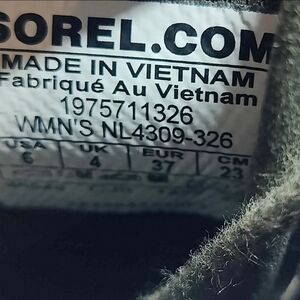 SOREL.COM
MADE IN VIETNAM
Fabriqué Au Vietnam
1975711326
WMN'S NL4309-326
USA UK EUR CM
6 4 37 23